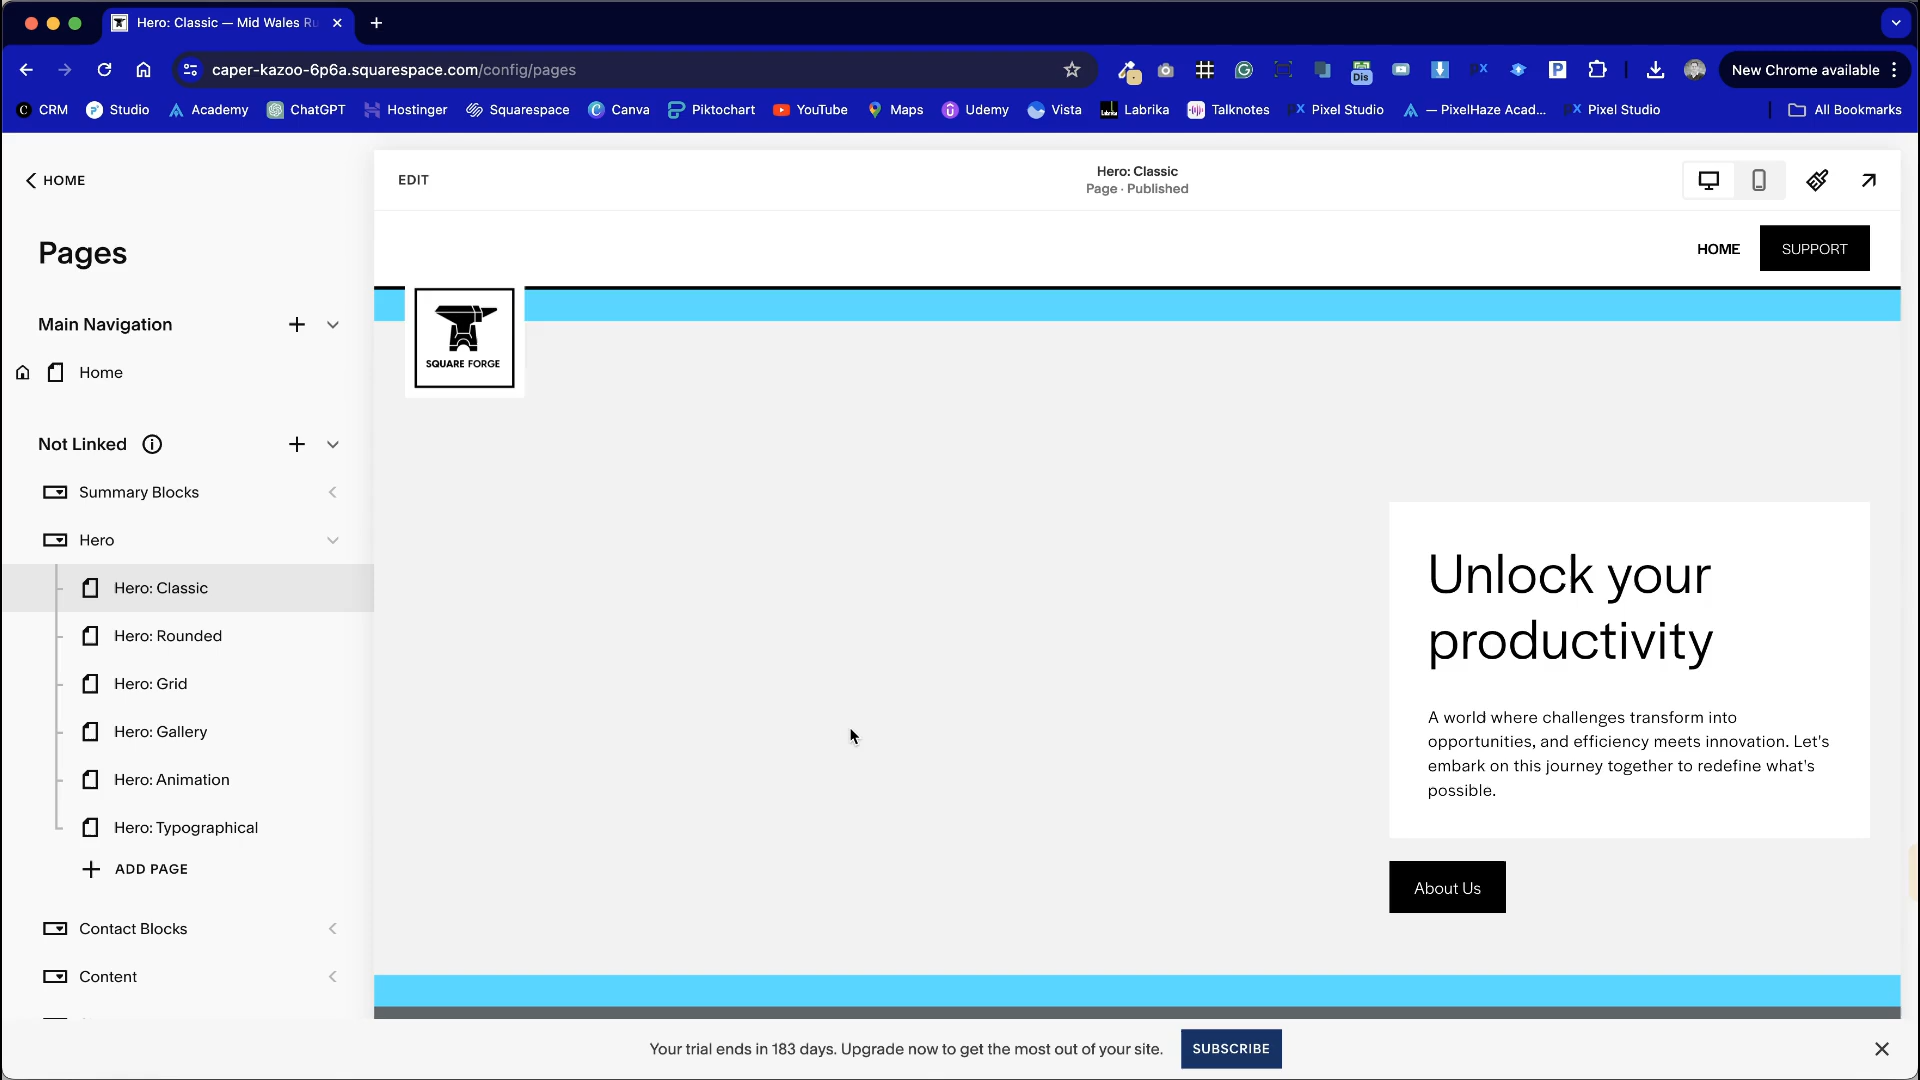 Hero: Classic — Mid Wales Ru
caper-kazoo-6p6a.squarespace.com/config/pages
Dis
New Chrome available
CRM
Studio
Academy
ChatGPT
Hostinger
Squarespace
Canva
Piktochart
YouTube
Maps
Udemy
Vista
Labrika
Talknotes
Pixel Studio
— PixelHaze Acad...
Pixel Studio
All Bookmarks
HOME
EDIT
Hero: Classic
Page · Published
Pages
HOME
SUPPORT
Main Navigation
SQUARE FORGE
Home
Not Linked
Summary Blocks
Hero
Hero: Classic
Hero: Rounded
Hero: Grid
Hero: Gallery
Hero: Animation
Hero: Typographical
ADD PAGE
Contact Blocks
Content
Unlock your
productivity
A world where challenges transform into
opportunities, and efficiency meets innovation. Let's
embark on this journey together to redefine what's
possible.
About Us
Your trial ends in 183 days. Upgrade now to get the most out of your site.
SUBSCRIBE